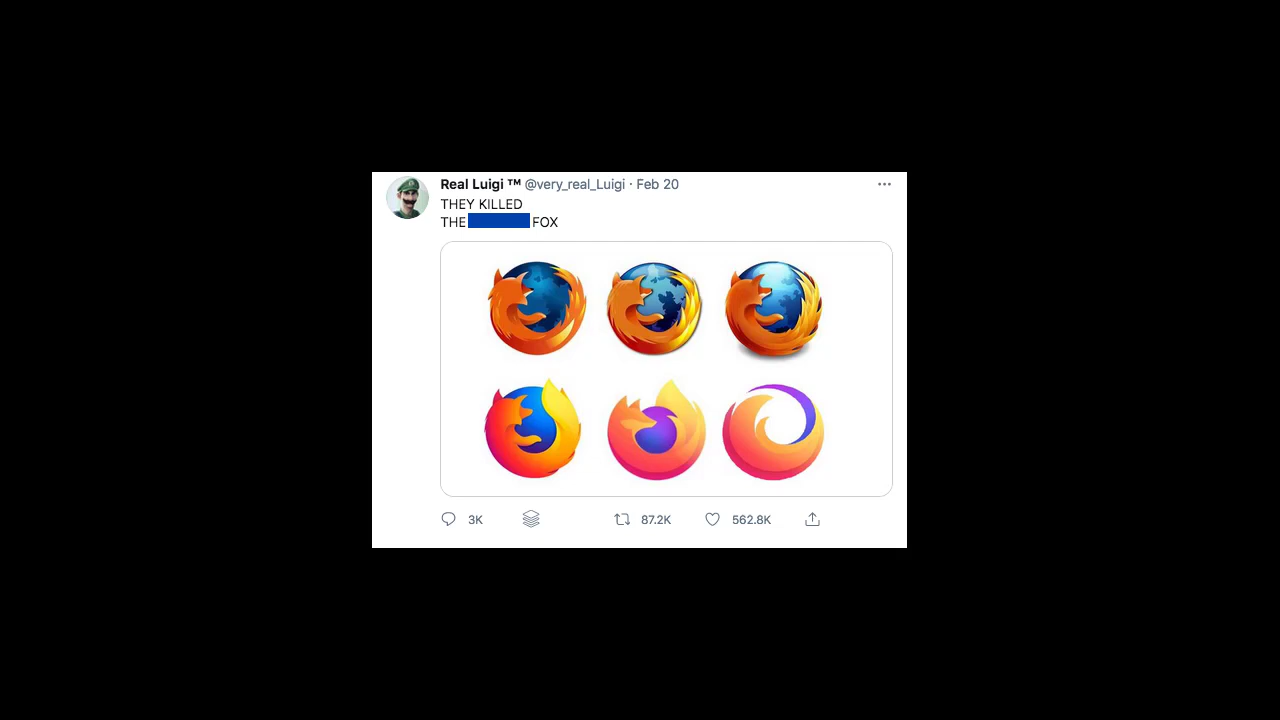 Real Luigi ™ @very_real_Luigi · Feb 20
THEY KILLED
THE FOX
3K 87.2K 562.8K